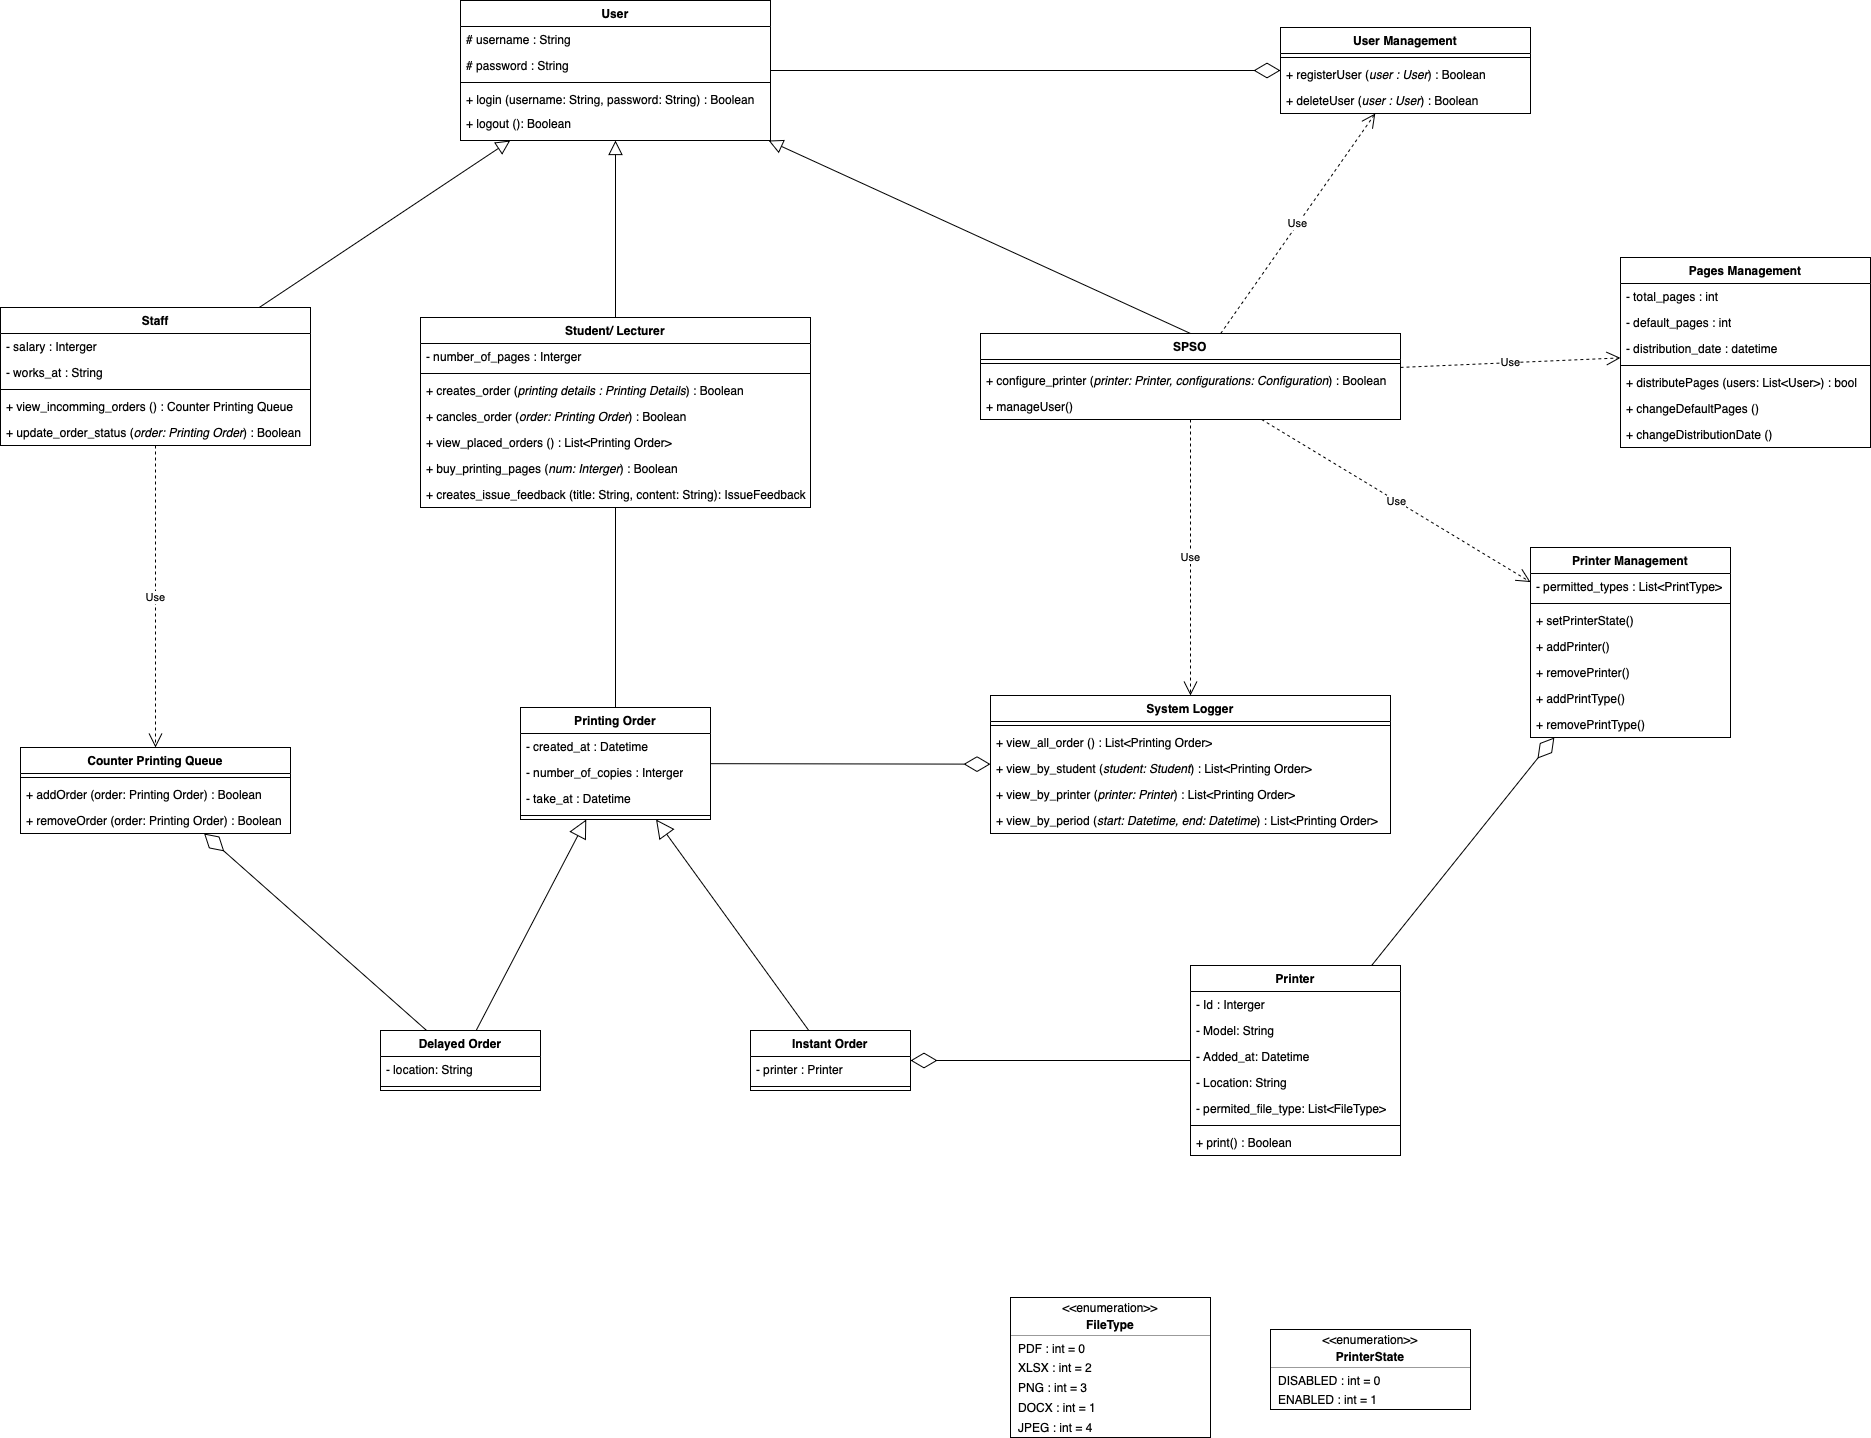 User
# username : String
# password : String
+ login (username: String, password: String) : Boolean
+ logout (): Boolean
User Management
+ registerUser (user : User) : Boolean
+ deleteUser (user : User) : Boolean
Use
Pages Management
- total_pages : int
- default_pages : int
- distribution_date : datetime
+ distributePages (users: List<User>) : bool
+ changeDefaultPages ()
+ changeDistributionDate ()
Staff
- salary : Interger
- works_at : String
+ view_incomming_orders () : Counter Printing Queue
+ update_order_status (order: Printing Order) : Boolean
Student/ Lecturer
- number_of_pages : Interger
+ creates_order (printing details : Printing Details) : Boolean
+ cancles_order (order: Printing Order) : Boolean
+ view_placed_orders () : List<Printing Order>
+ buy_printing_pages (num: Interger) : Boolean
+ creates_issue_feedback (title: String, content: String): IssueFeedback
SPSO
+ configure_printer (printer: Printer, configurations: Configuration) : Boolean
+ manageUser()
Use
Use
Use
Use
Printer Management
- permitted_types : List<PrintType>
+ setPrinterState()
+ addPrinter()
+ removePrinter()
+ addPrintType()
+ removePrintType()
Counter Printing Queue
+ addOrder (order: Printing Order) : Boolean
+ removeOrder (order: Printing Order) : Boolean
Printing Order
- created_at : Datetime
- number_of_copies : Interger
- take_at : Datetime
System Logger
+ view_all_order () : List<Printing Order>
+ view_by_student (student: Student) : List<Printing Order>
+ view_by_printer (printer: Printer) : List<Printing Order>
+ view_by_period (start: Datetime, end: Datetime) : List<Printing Order>
Delayed Order
- location: String
Instant Order
- printer : Printer
Printer
- Id : Interger
- Model: String
- Added_at: Datetime
- Location: String
- permited_file_type: List<FileType>
+ print() : Boolean
<<enumeration>>
FileType
PDF : int = 0
XLSX : int = 2
PNG : int = 3
DOCX : int = 1
JPEG : int = 4
<<enumeration>>
PrinterState
DISABLED : int = 0
ENABLED : int = 1